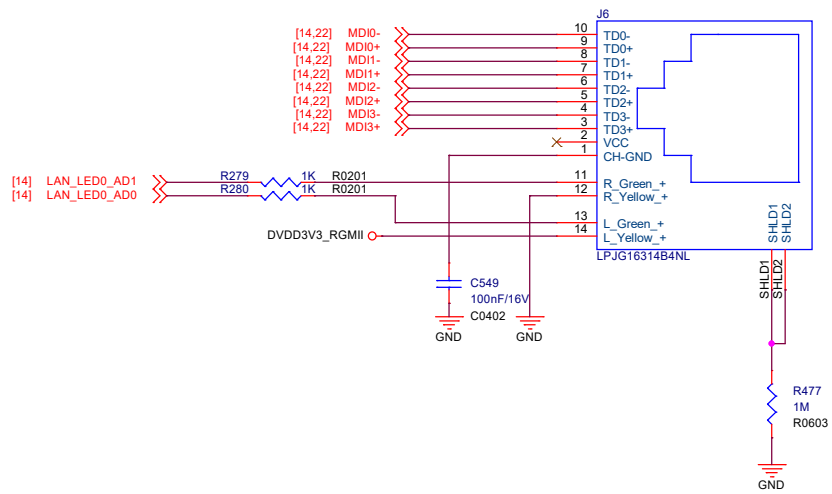 J6
[14,22] MDI0- 10 TD0-
[14,22] MDI0+ 9 TD0+
[14,22] MDI1- 8 TD1-
[14,22] MDI1+ 7 TD1+
[14,22] MDI2- 6 TD2-
[14,22] MDI2+ 5 TD2+
[14,22] MDI3- 4 TD3-
[14,22] MDI3+ 3 TD3+
2 VCC
1 CH-GND
[14] LAN_LED0_AD1 R279 1K R0201 11 R_Green_+
[14] LAN_LED0_AD0 R280 1K R0201 12 R_Yellow_+
13 L_Green_+
DVDD3V3_RGMII 14 L_Yellow_+
SHLD1
SHLD2
LPJG16314B4NL
SHLD1
SHLD2
C549
100nF/16V
C0402
GND
GND
R477
1M
R0603
GND